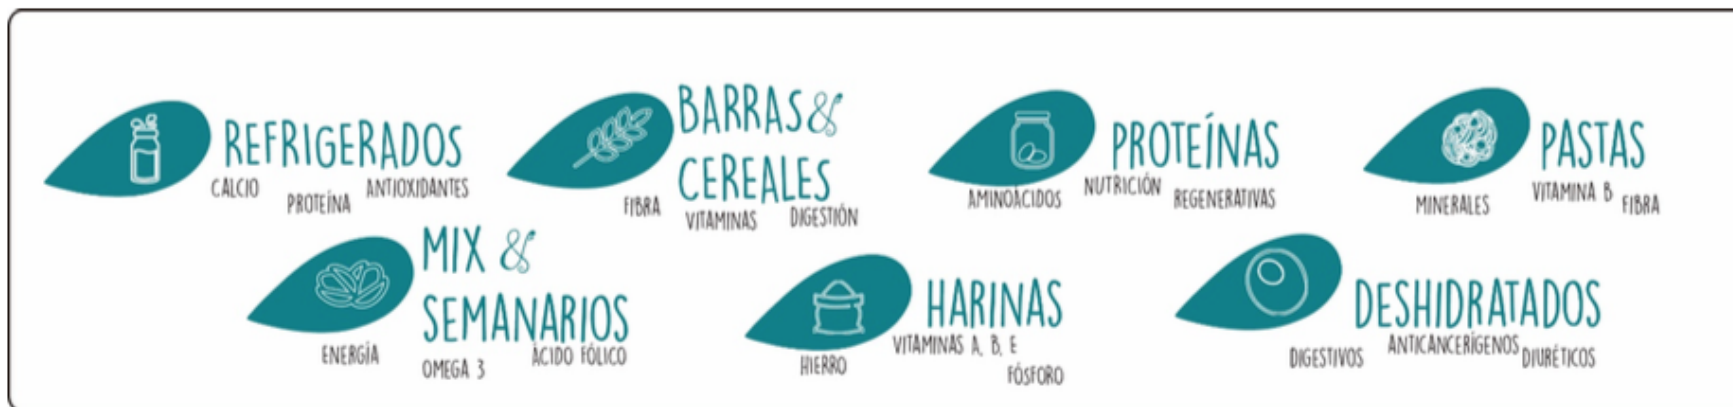 REFRIGERADOS
CALCIO
PROTEÍNA
ANTIOXIDANTES
BARRAS &
CEREALES
FIBRA
VITAMINAS
DIGESTIÓN
PROTEÍNAS
AMINOÁCIDOS
NUTRICIÓN
REGENERATIVAS
PASTAS
MINERALES
VITAMINA B
FIBRA
MIX &
SEMANARIOS
ENERGÍA
OMEGA 3
ÁCIDO FÓLICO
HARINAS
HIERRO
VITAMINAS A, B, E
FÓSFORO
DESHIDRATADOS
DIGESTIVOS
ANTICANCERÍGENOS
DIURÉTICOS